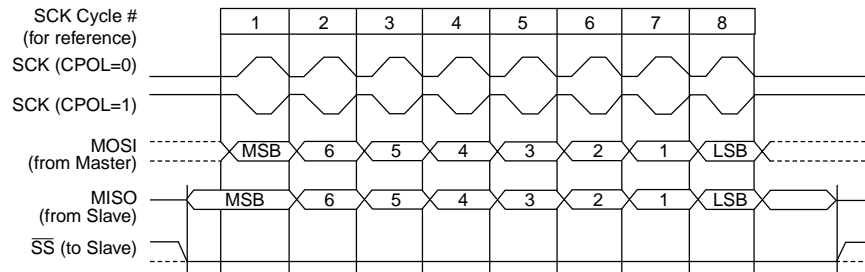 SCK Cycle #
(for reference)
1 2 3 4 5 6 7 8
SCK (CPOL=0)
SCK (CPOL=1)
MOSI
(from Master)
MSB 6 5 4 3 2 1 LSB
MISO
(from Slave)
MSB 6 5 4 3 2 1 LSB
SS (to Slave)